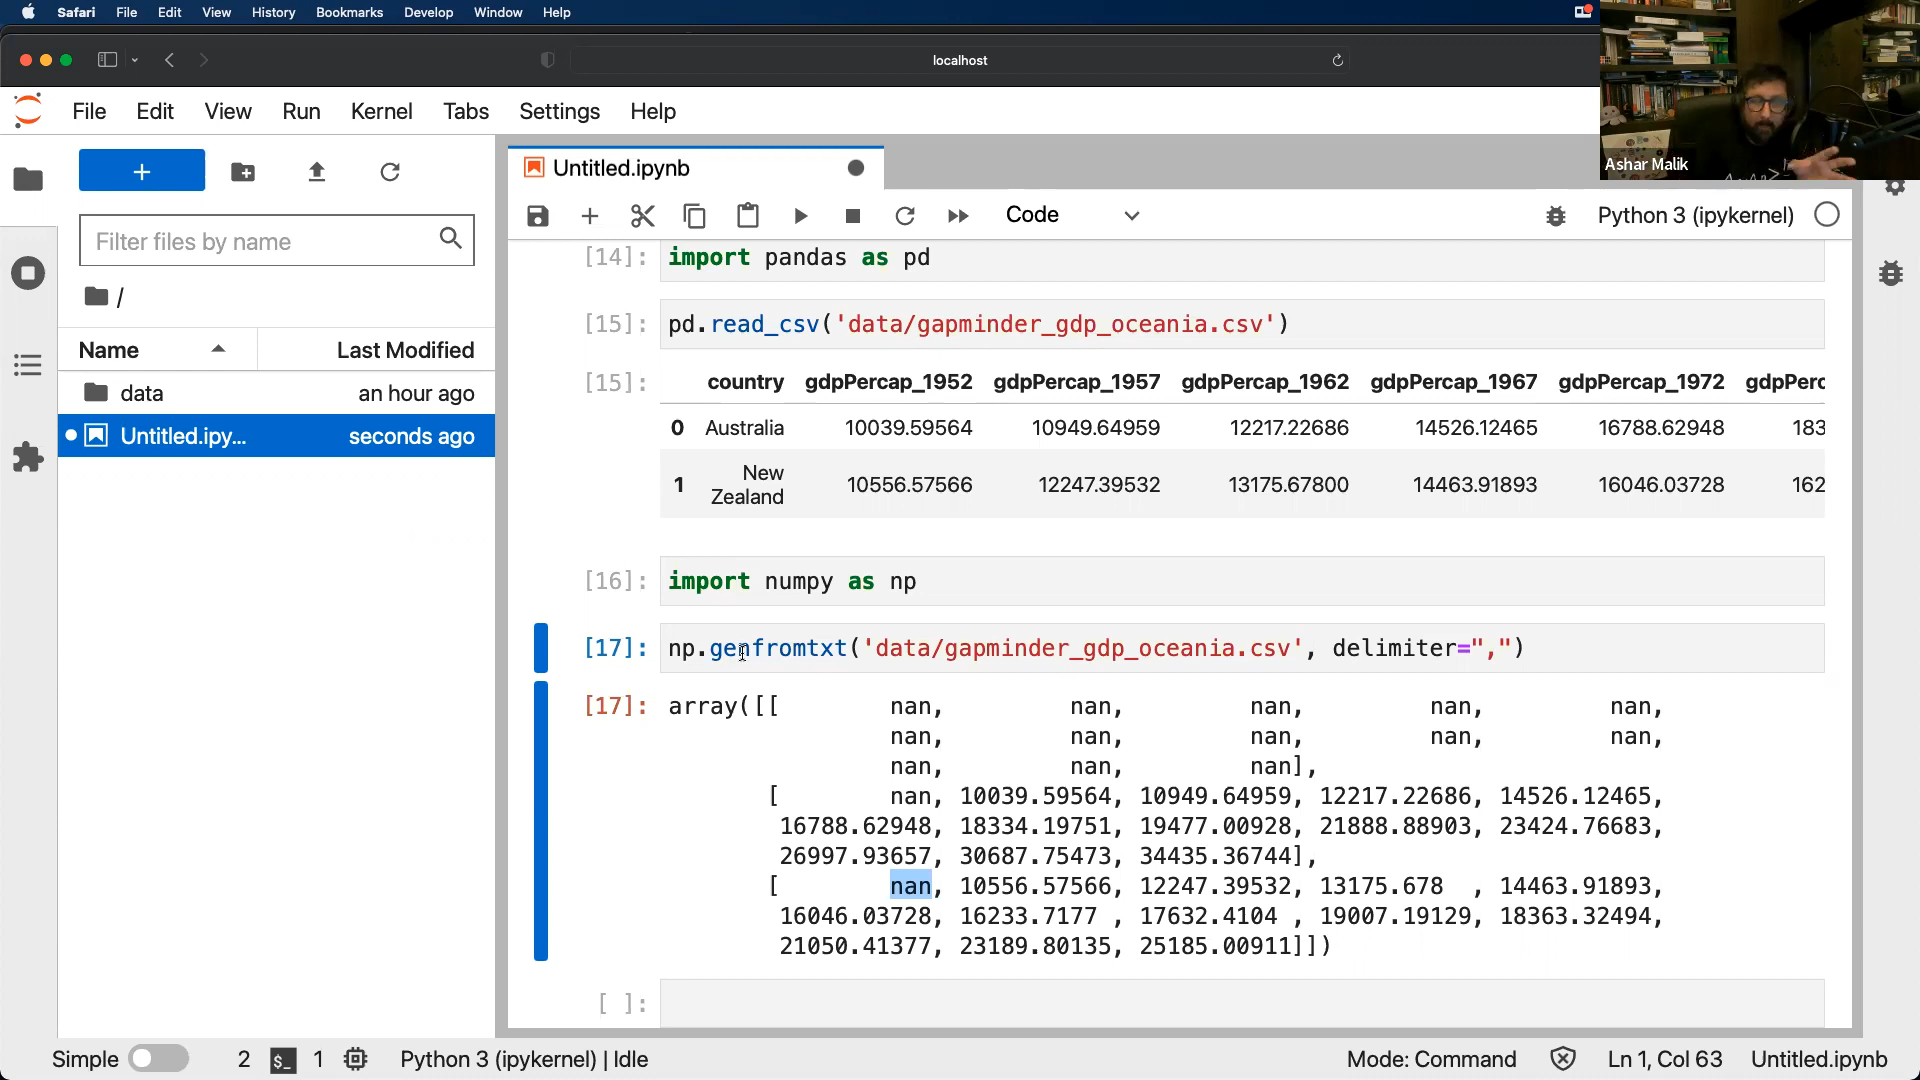 Safari File Edit View History Bookmarks Develop Window Help
localhost
Ashar Malik
File Edit View Run Kernel Tabs Settings Help
+
Untitled.ipynb
Code
Python 3 (ipykernel)
Filter files by name
/
Name Last Modified
data an hour ago
Untitled.ipy... seconds ago
[14]: import pandas as pd
[15]: pd.read_csv('data/gapminder_gdp_oceania.csv')
[15]: country gdpPercap_1952 gdpPercap_1957 gdpPercap_1962 gdpPercap_1967 gdpPercap_1972 gdpPerc
0 Australia 10039.59564 10949.64959 12217.22686 14526.12465 16788.62948 183
1 New Zealand 10556.57566 12247.39532 13175.67800 14463.91893 16046.03728 162
[16]: import numpy as np
[17]: np.genfromtxt('data/gapminder_gdp_oceania.csv', delimiter=",")
[17]: array([[ nan, nan, nan, nan, nan,
nan, nan, nan, nan, nan,
nan, nan, nan],
[ nan, 10039.59564, 10949.64959, 12217.22686, 14526.12465,
16788.62948, 18334.19751, 19477.00928, 21888.88903, 23424.76683,
26997.93657, 30687.75473, 34435.36744],
[ nan, 10556.57566, 12247.39532, 13175.678 , 14463.91893,
16046.03728, 16233.7177 , 17632.4104 , 19007.19129, 18363.32494,
21050.41377, 23189.80135, 25185.00911]])
[ ]:
Simple 2 $_ 1 Python 3 (ipykernel) | Idle Mode: Command Ln 1, Col 63 Untitled.ipynb